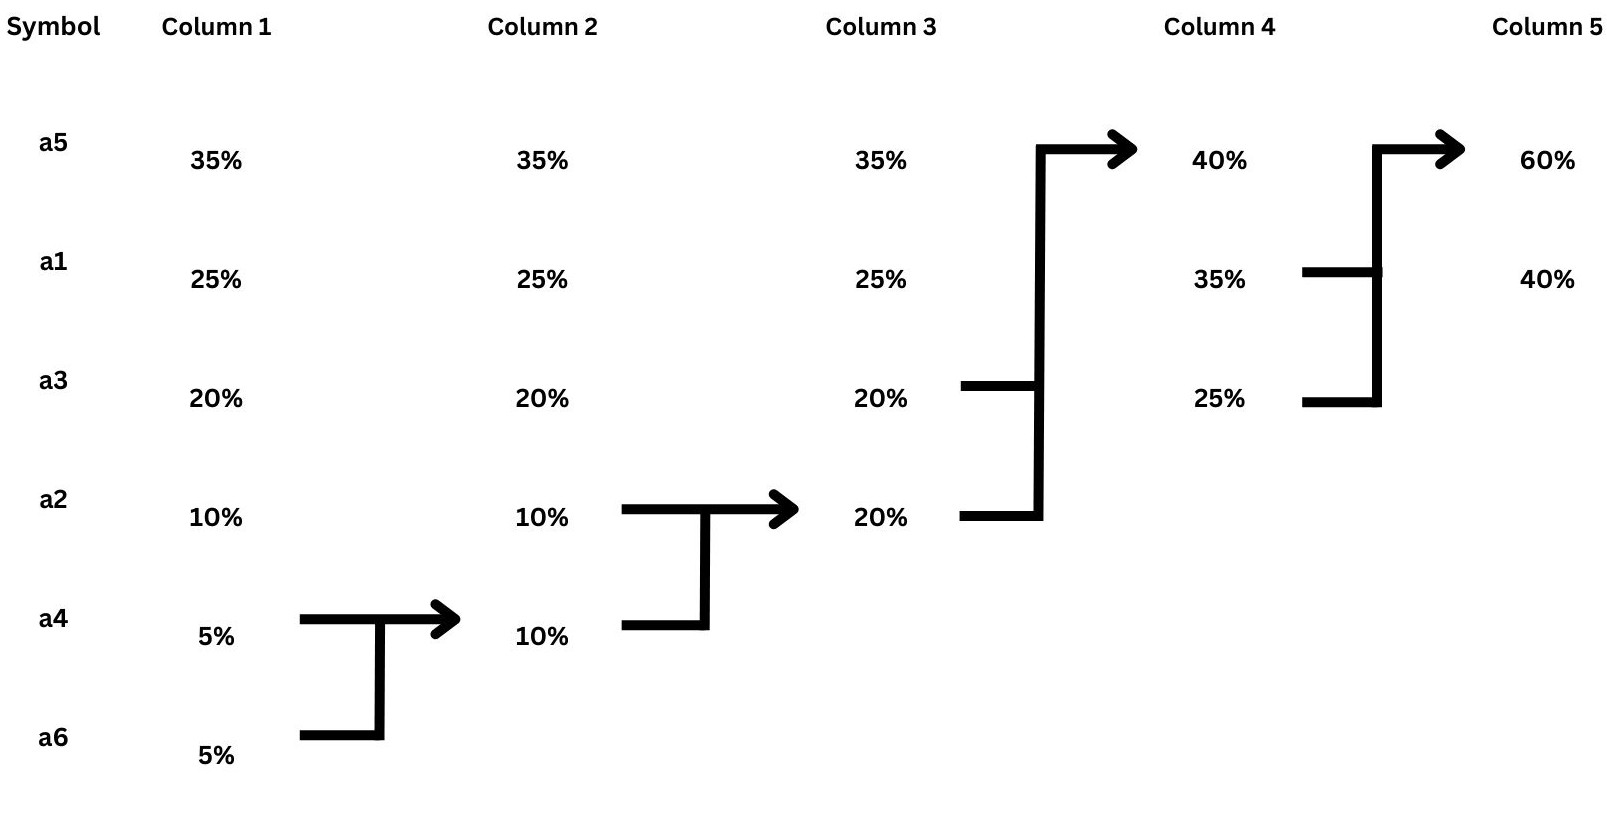 Symbol Column 1 Column 2 Column 3 Column 4 Column 5
a5 35% 35% 35% 40% 60%
a1 25% 25% 25% 35% 40%
a3 20% 20% 20% 25%
a2 10% 10% 20%
a4 5% 10%
a6 5%